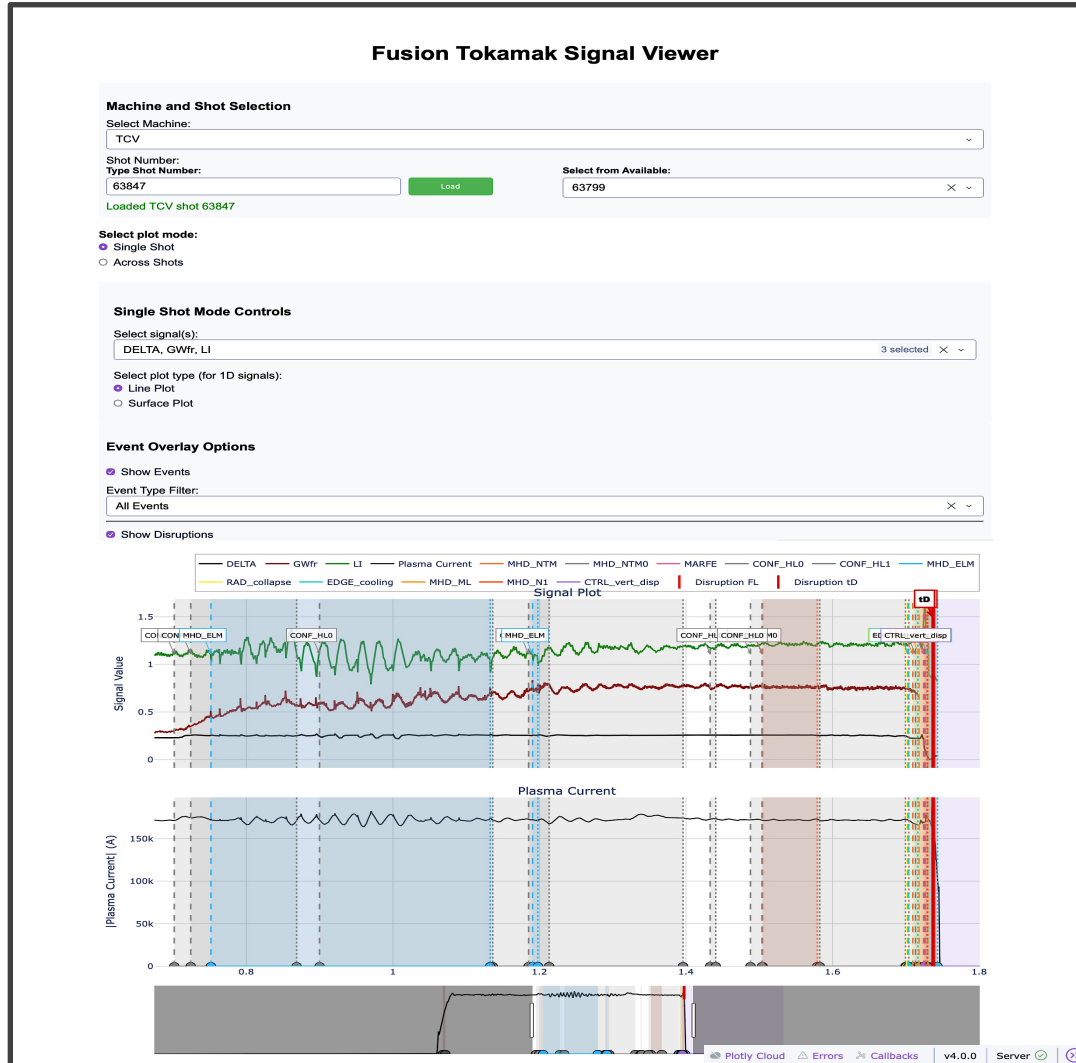 Fusion Tokamak Signal Viewer
Machine and Shot Selection
Select Machine:
TCV
Shot Number:
Type Shot Number:
Select from Available:
63847
Load
63799
Loaded TCV shot 63847
Select plot mode:
Single Shot
Across Shots
Single Shot Mode Controls
Select signal(s):
DELTA, GWfr, LI
3 selected
Select plot type (for 1D signals):
Line Plot
Surface Plot
Event Overlay Options
Show Events
Event Type Filter:
All Events
Show Disruptions
DELTA GWfr LI Plasma Current MHD_NTM MHD_NTM0 MARFE CONF_HL0 CONF_HL1 MHD_ELM
RAD_collapse EDGE_cooling MHD_ML MHD_N1 CTRL_vert_disp Disruption FL Disruption tD
Signal Plot
tD
1.5
MHD_ELM CONF_HL0 MHD_ELM CONF_HL0 CTRL_vert_disp
1
Signal Value
0.5
0
Plasma Current
150k
100k
50k
0
|Plasma Current| (A)
0.8 1 1.2 1.4 1.6 1.8
Plotly Cloud Errors Callbacks v4.0.0 Server